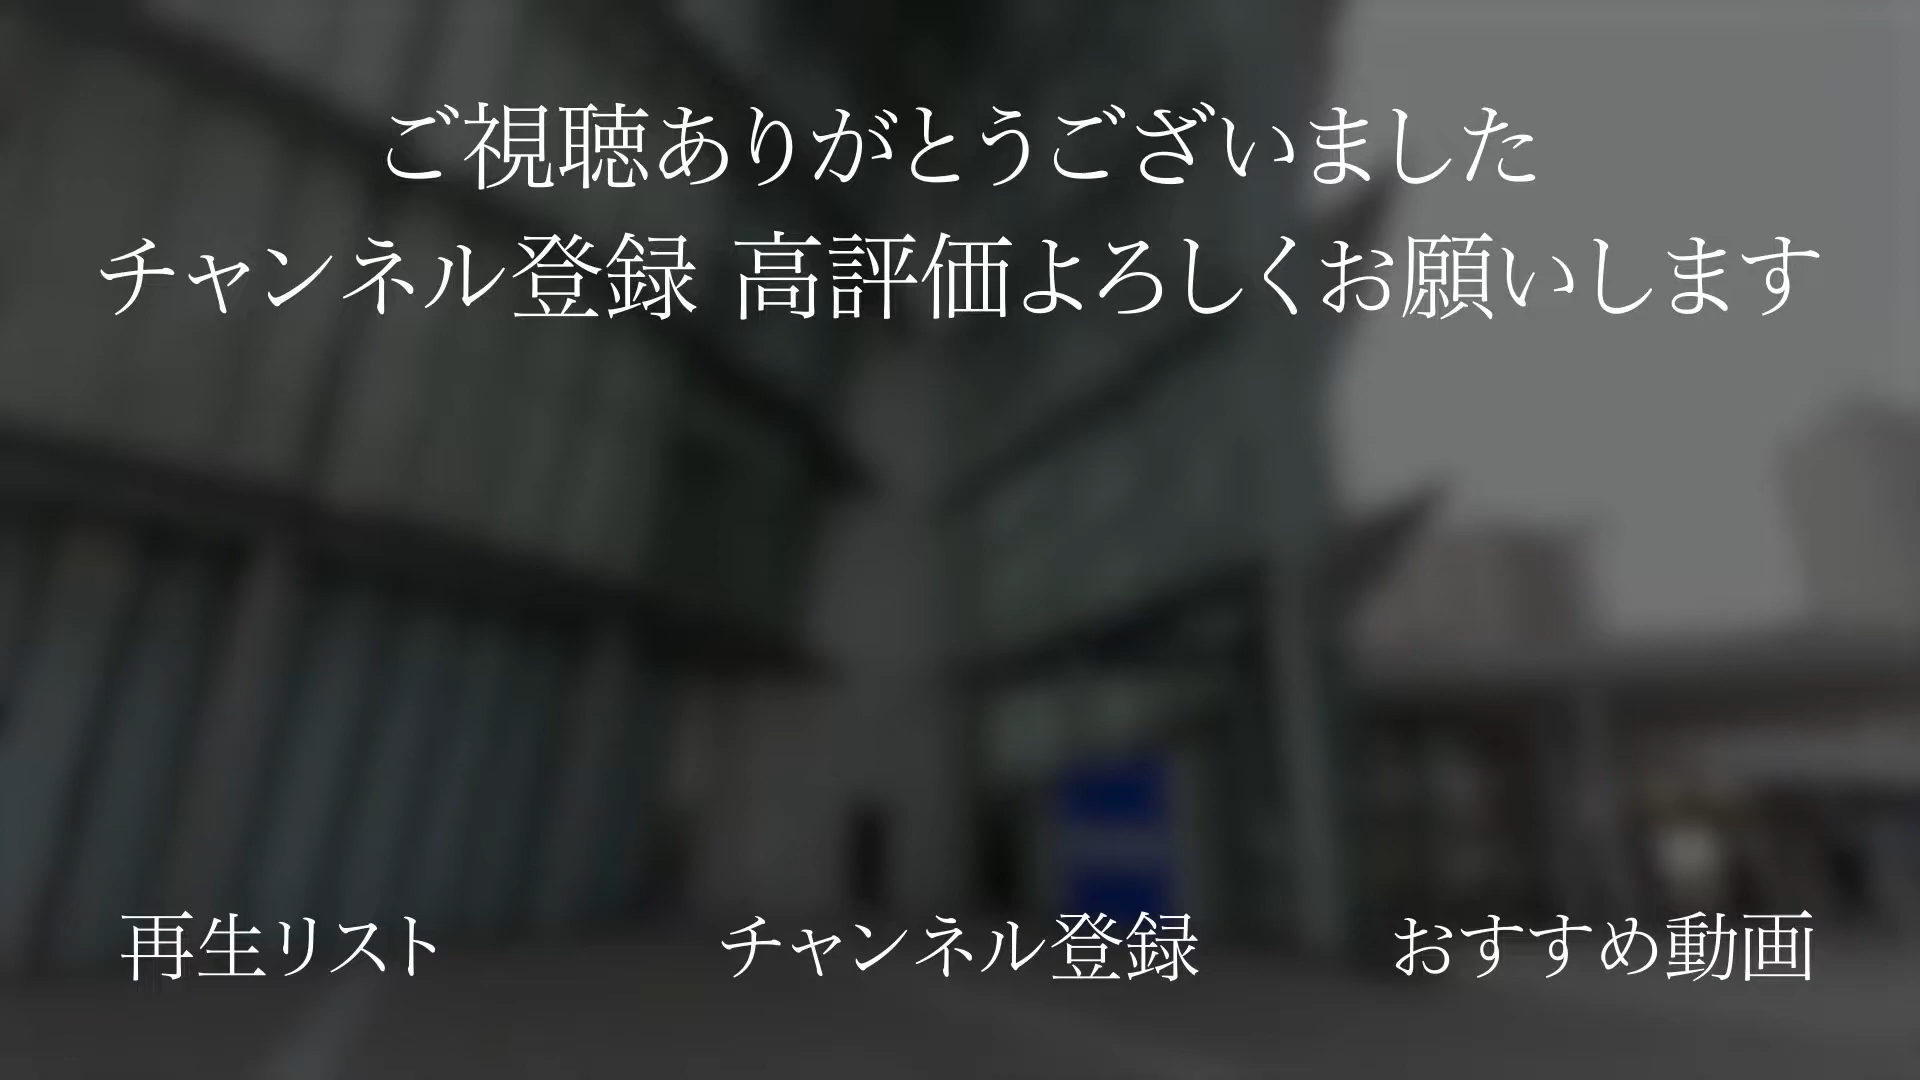 ご視聴ありがとうございました
チャンネル登録 高評価よろしくお願いします
再生リスト
チャンネル登録
おすすめ動画